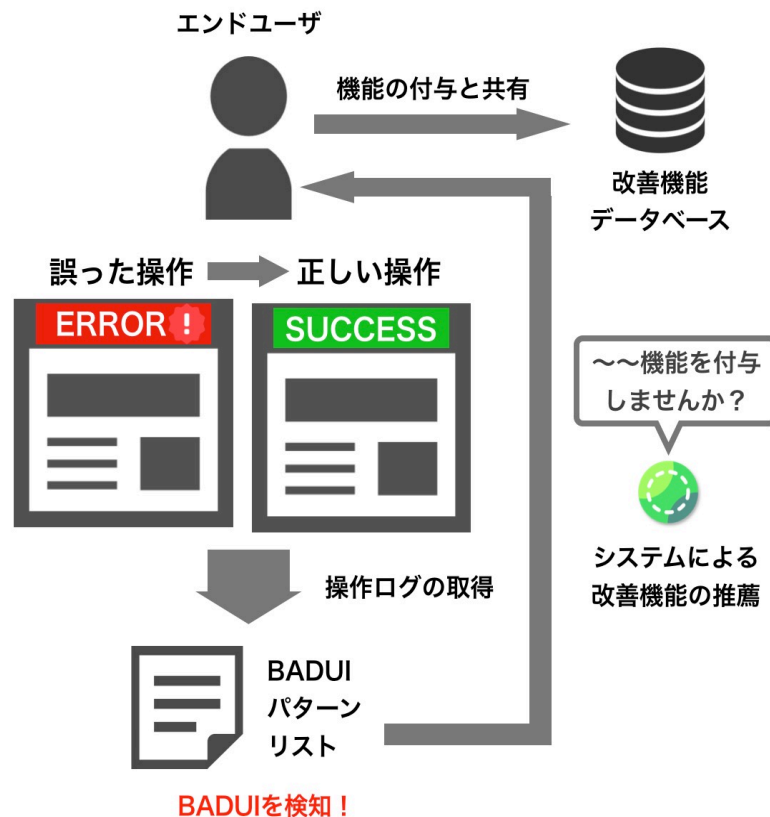 エンドユーザ
機能の付与と共有
改善機能
データベース
誤った操作
正しい操作
ERROR !
SUCCESS
〜〜機能を付与
しませんか？
システムによる
改善機能の推薦
操作ログの取得
BADUI
パターン
リスト
BADUIを検知！